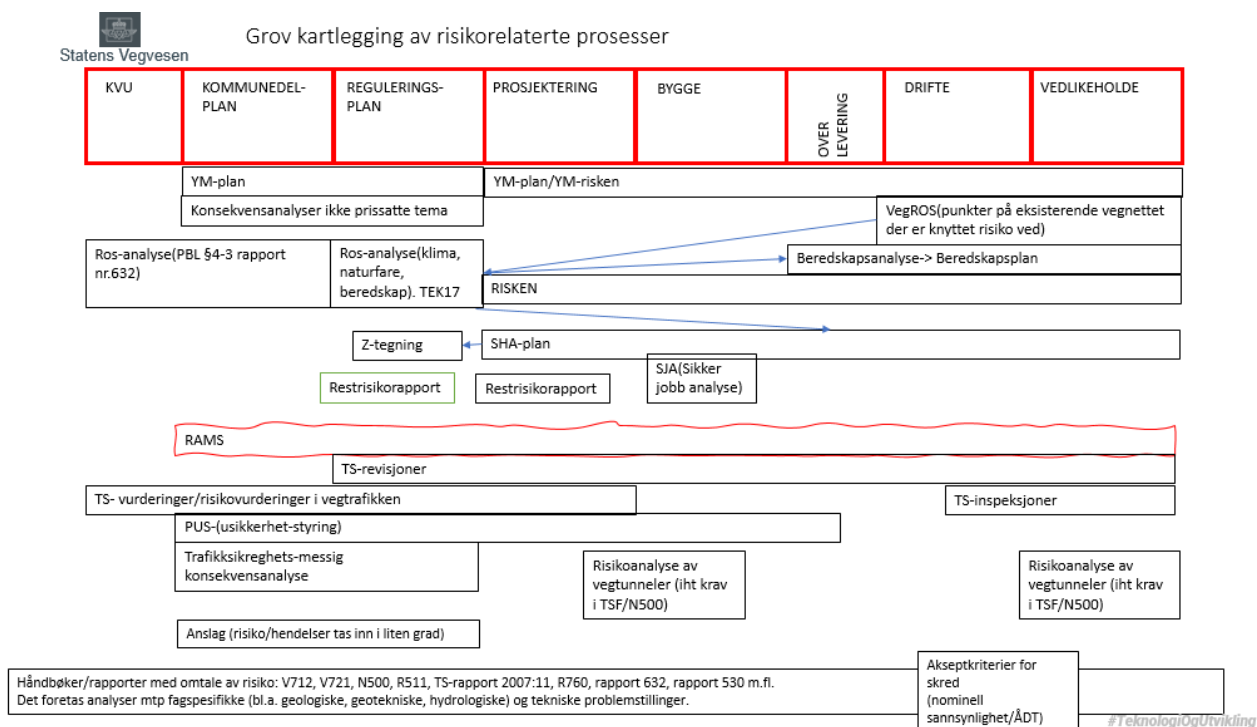 Statens Vegvesen
Grov kartlegging av risikorelaterte prosesser
KVU
KOMMUNEDEL-
PLAN
REGULERINGS-
PLAN
PROSJEKTERING
BYGGE
OVER
LEVERING
DRIFTE
VEDLIKEHOLDE
YM-plan
YM-plan/YM-risken
Konsekvensanalyser ikke prissatte tema
VegROS(punkter på eksisterende vegnettet
der er knyttet risiko ved)
Ros-analyse(PBL §4-3 rapport
nr.632)
Ros-analyse(klima,
naturfare,
beredskap). TEK17
Beredskapsanalyse-> Beredskapsplan
RISKEN
Z-tegning
SHA-plan
SJA(Sikker
jobb analyse)
Restrisikorapport
Restrisikorapport
RAMS
TS-revisjoner
TS- vurderinger/risikovurderinger i vegtrafikken
TS-inspeksjoner
PUS-(usikkerhet-styring)
Trafikksikreghets-messig
konsekvensanalyse
Risikoanalyse av
vegtunneler (iht krav
i TSF/N500)
Risikoanalyse av
vegtunneler (iht krav
i TSF/N500)
Anslag (risiko/hendelser tas inn i liten grad)
Håndbøker/rapporter med omtale av risiko: V712, V721, N500, R511, TS-rapport 2007:11, R760, rapport 632, rapport 530 m.fl.
Det foretas analyser mtp fagspesifikke (bl.a. geologiske, geotekniske, hydrologiske) og tekniske problemstillinger.
Akseptkriterier for
skred
(nominell
sannsynlighet/ÅDT)
#TeknologiOgUtvikling